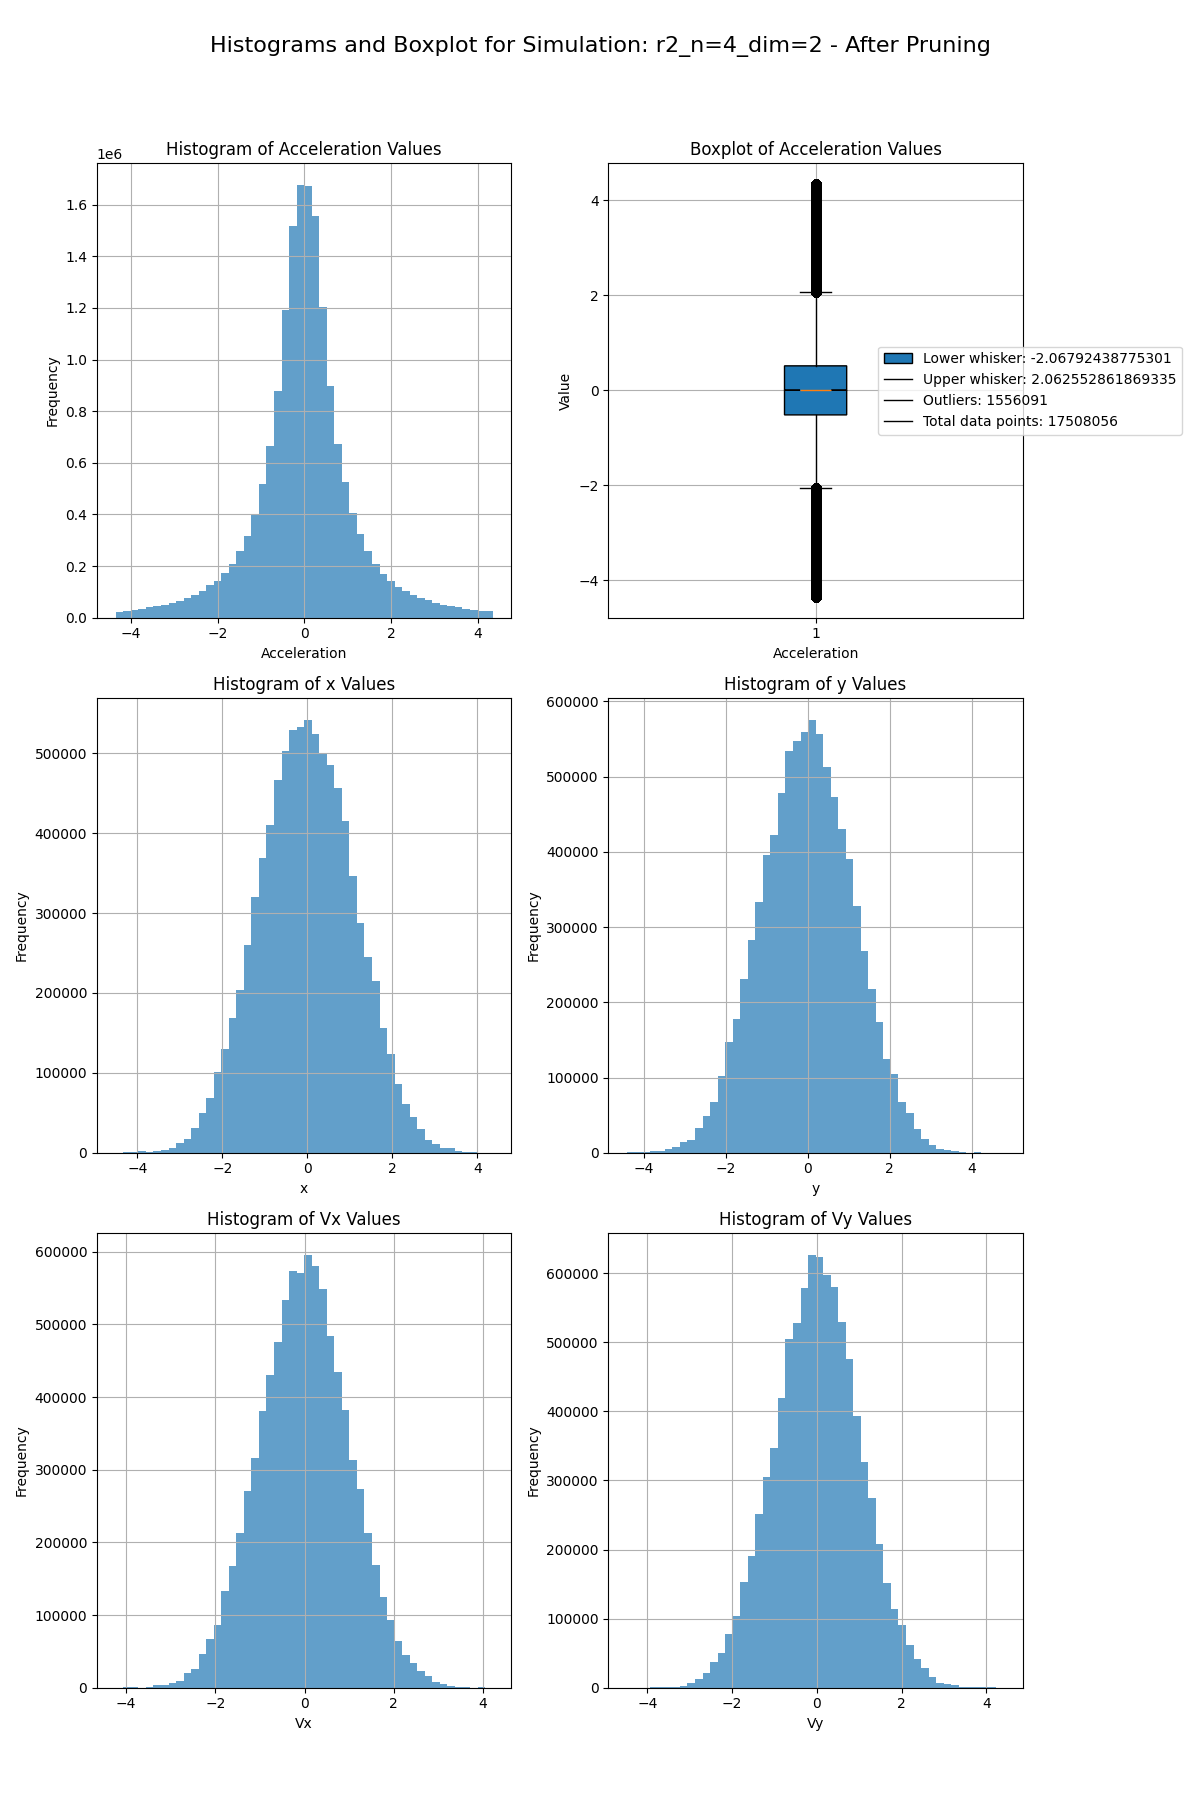 Histograms and Boxplot for Simulation: r2_n=4_dim=2 - After Pruning
Histogram of Acceleration Values
1e6
1.6
1.4
1.2
1.0
0.8
0.6
0.4
0.2
0.0
−4
−2
0
2
4
Frequency
Acceleration
Boxplot of Acceleration Values
4
2
0
−2
−4
Value
1
Acceleration
Lower whisker: -2.06792438775301
Upper whisker: 2.062552861869335
Outliers: 1556091
Total data points: 17508056
Histogram of x Values
500000
400000
300000
200000
100000
0
−4
−2
0
2
4
Frequency
x
Histogram of y Values
600000
500000
400000
300000
200000
100000
0
−4
−2
0
2
4
Frequency
y
Histogram of Vx Values
600000
500000
400000
300000
200000
100000
0
−4
−2
0
2
4
Frequency
Vx
Histogram of Vy Values
600000
500000
400000
300000
200000
100000
0
−4
−2
0
2
4
Frequency
Vy